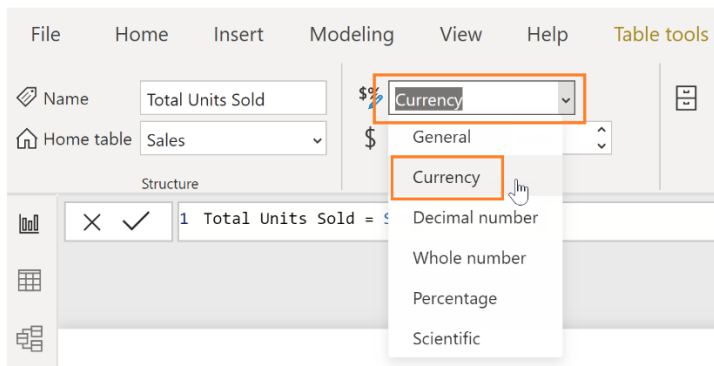 File Home Insert Modeling View Help Table tools
Name Total Units Sold $% Currency
Home table Sales $ General
Structure
Currency
1 Total Units Sold = S
Decimal number
Whole number
Percentage
Scientific